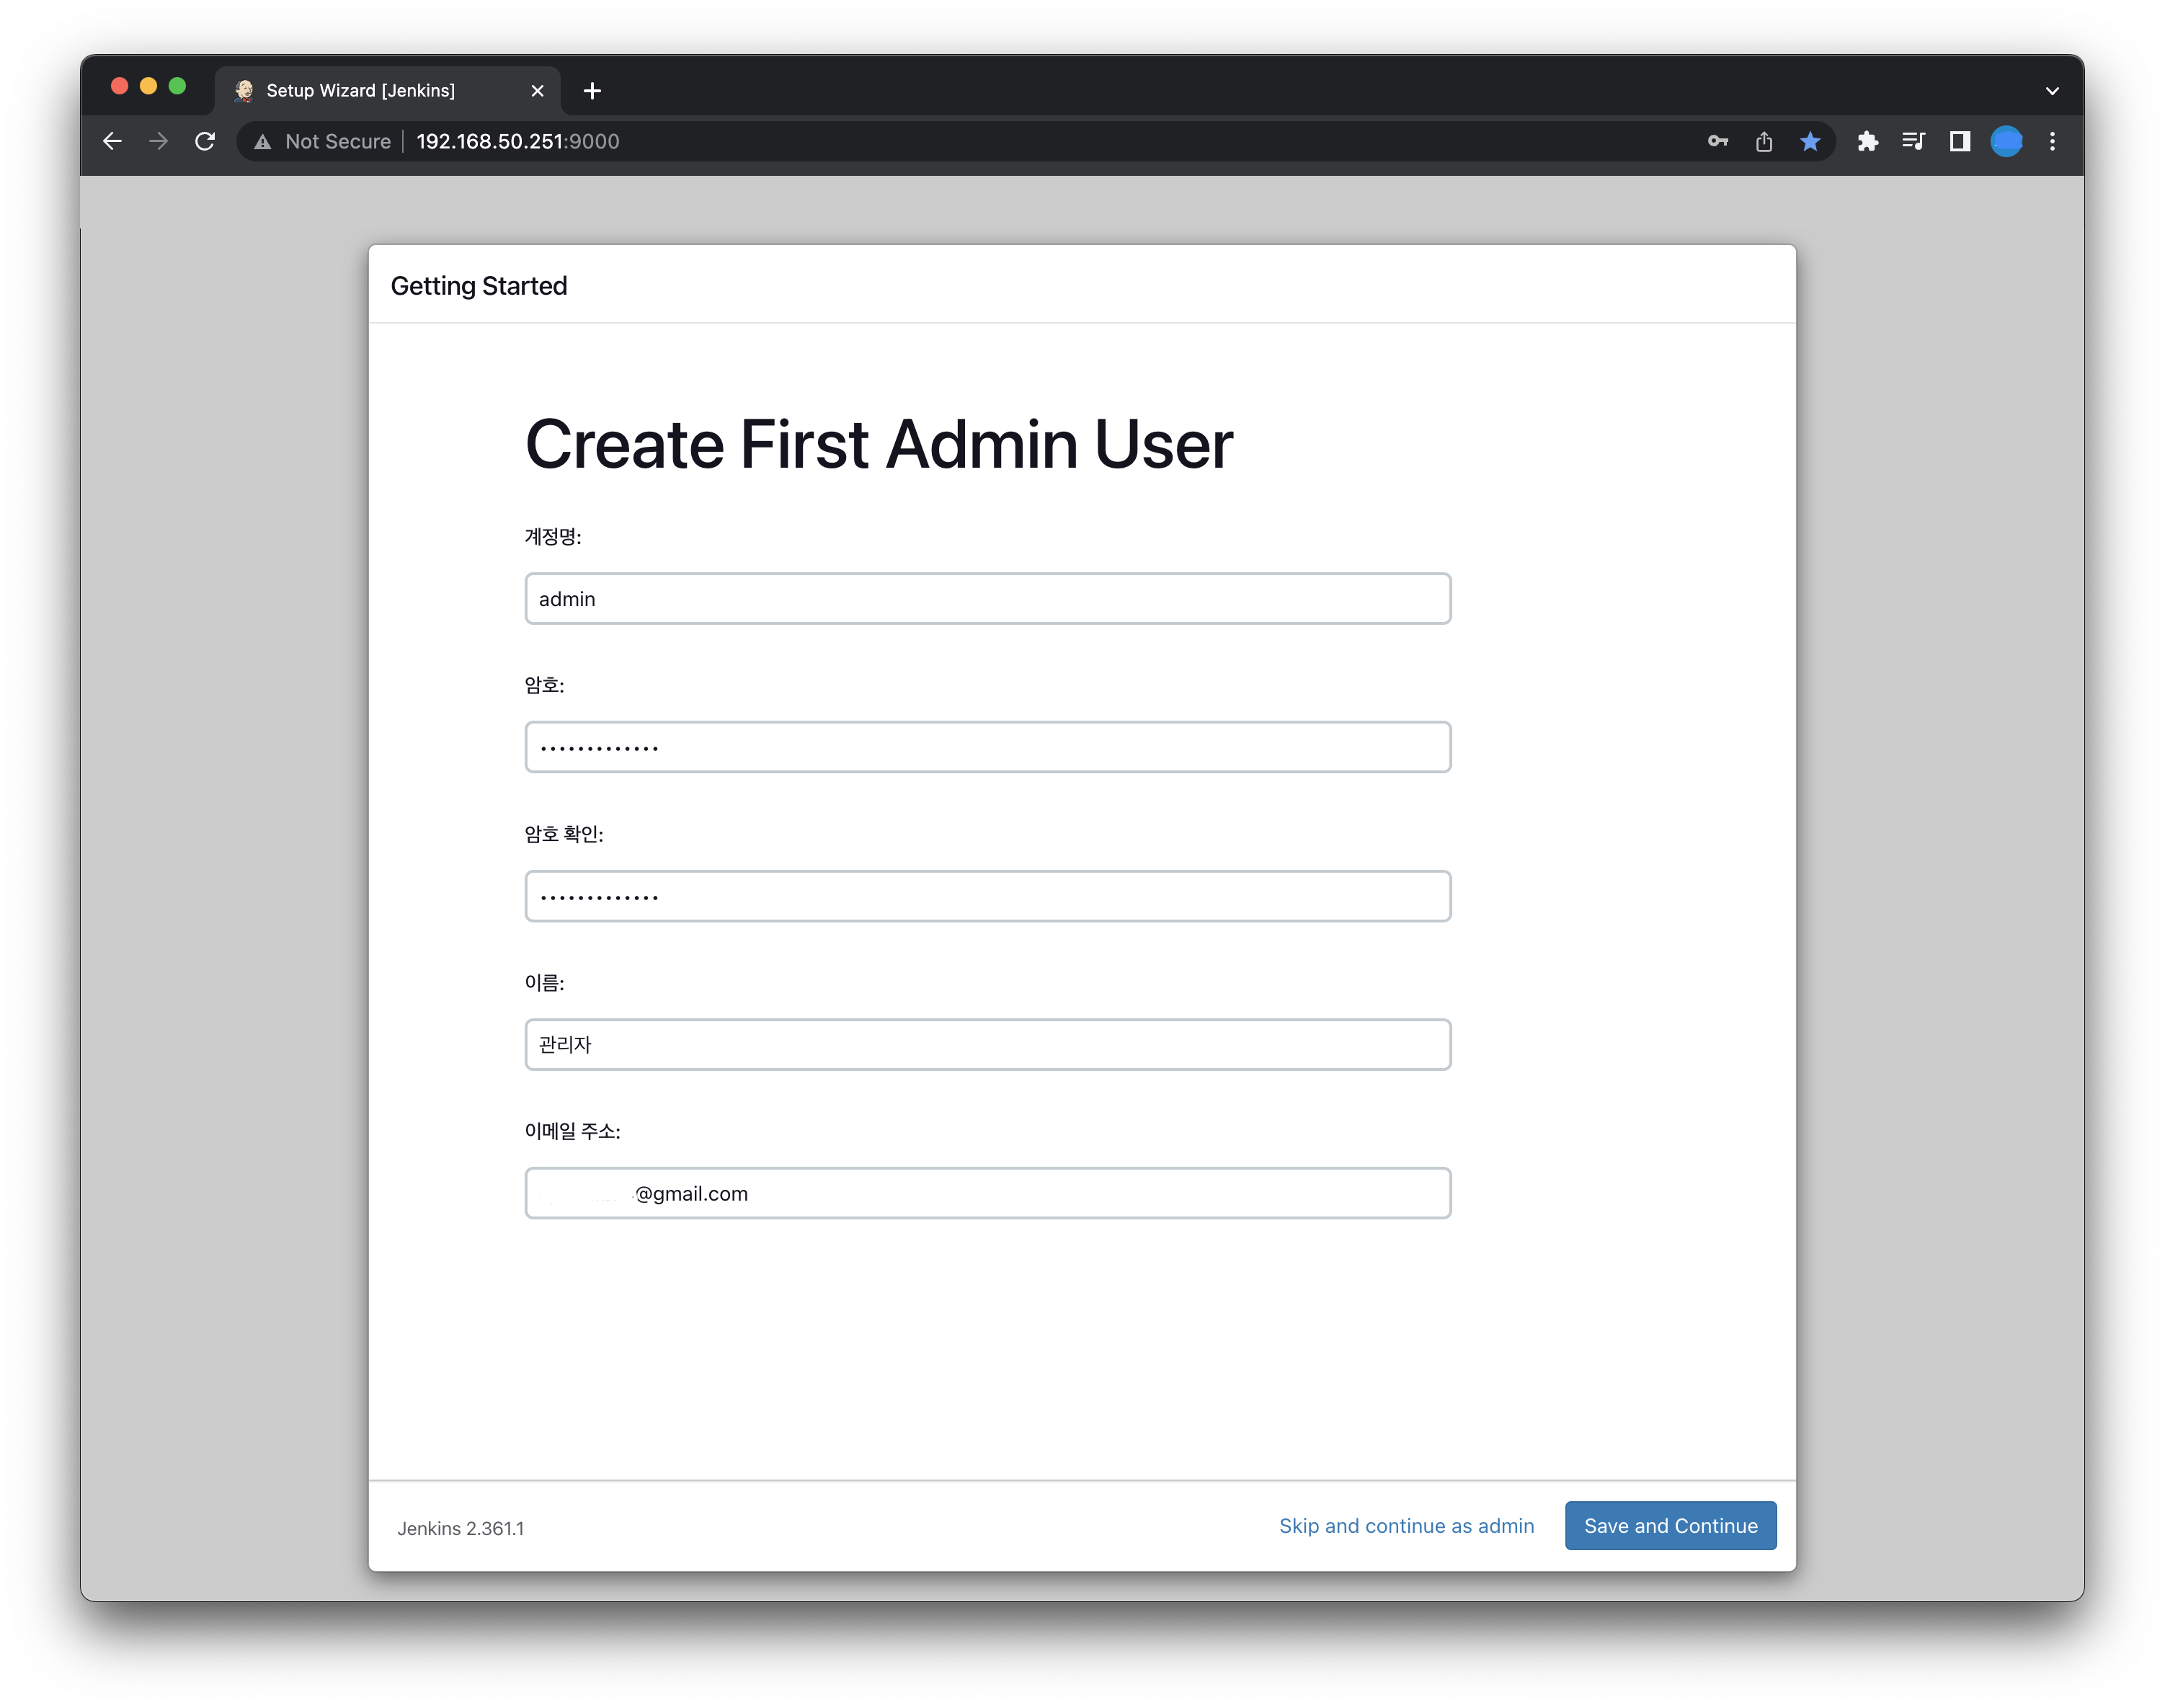 Setup Wizard [Jenkins]
Not Secure 192.168.50.251:9000
Getting Started
Create First Admin User
계정명:
admin
암호:
•••••••••••••
암호 확인:
•••••••••••••
이름:
관리자
이메일 주소:
@gmail.com
Jenkins 2.361.1
Skip and continue as admin
Save and Continue